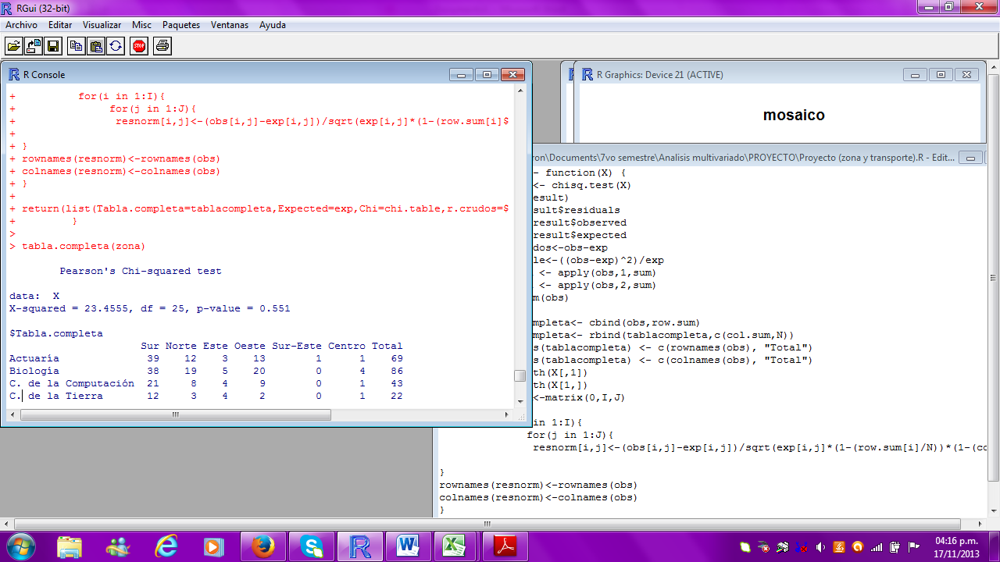 RGui (32-bit)
Archivo Editar Visualizar Misc Paquetes Ventanas Ayuda
STOP
R Console
+ for(i in 1:I){
+ for(j in 1:J){
+ resnorm[i,j]<-(obs[i,j]-exp[i,j])/sqrt(exp[i,j]*(1-(row.sum[i]$
+
+ }
+ rownames(resnorm)<-rownames(obs)
+ colnames(resnorm)<-colnames(obs)
+ }
+
+ return(list(Tabla.completa=tablacompleta,Expected=exp,Chi=chi.table,r.crudos=$
+ }
>
> tabla.completa(zona)
Pearson's Chi-squared test
data: X
X-squared = 23.4555, df = 25, p-value = 0.551
$Tabla.completa
Sur Norte Este Oeste Sur-Este Centro Total
Actuaría 39 12 3 13 1 1 69
Biología 38 19 5 20 0 4 86
C. de la Computación 21 8 4 9 0 1 43
C. de la Tierra 12 3 4 2 0 1 22
R Graphics: Device 21 (ACTIVE)
mosaico
ron\Documents\7vo semestre\Analisis multivariado\PROYECTO\Proyecto (zona y transporte).R - Edit...
- function(X) {
<- chisq.test(X)
esult)
sult$residuals
result$observed
result$expected
dos<-obs-exp
le<-((obs-exp)^2)/exp
<- apply(obs,1,sum)
<- apply(obs,2,sum)
m(obs)
mpleta<- cbind(obs,row.sum)
mpleta<- rbind(tablacompleta,c(col.sum,N))
s(tablacompleta) <- c(rownames(obs), "Total")
s(tablacompleta) <- c(colnames(obs), "Total")
th(X[,1])
th(X[1,])
<-matrix(0,I,J)
in 1:I){
for(j in 1:J){
resnorm[i,j]<-(obs[i,j]-exp[i,j])/sqrt(exp[i,j]*(1-(row.sum[i]/N))*(1-(co
}
rownames(resnorm)<-rownames(obs)
colnames(resnorm)<-colnames(obs)
}
04:16 p.m.
17/11/2013